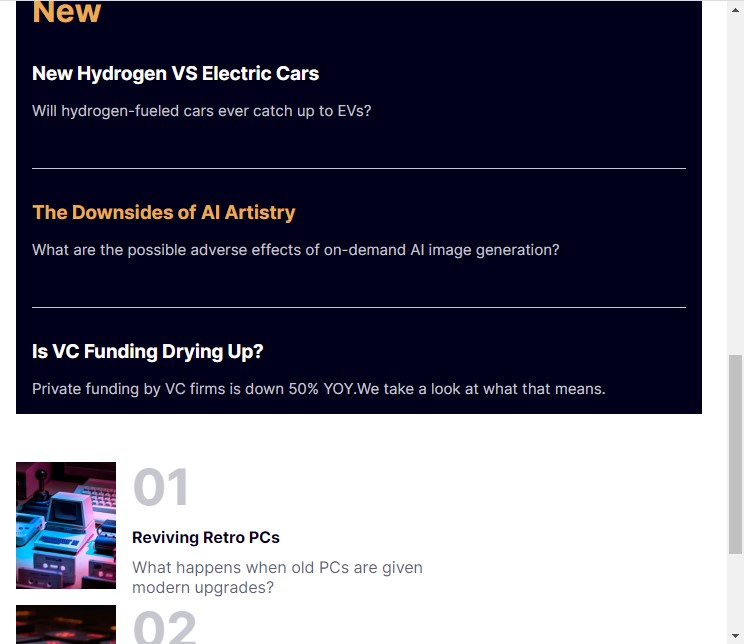 New
New Hydrogen VS Electric Cars
Will hydrogen-fueled cars ever catch up to EVs?
The Downsides of AI Artistry
What are the possible adverse effects of on-demand AI image generation?
Is VC Funding Drying Up?
Private funding by VC firms is down 50% YOY.We take a look at what that means.
01
Reviving Retro PCs
What happens when old PCs are given
modern upgrades?
02